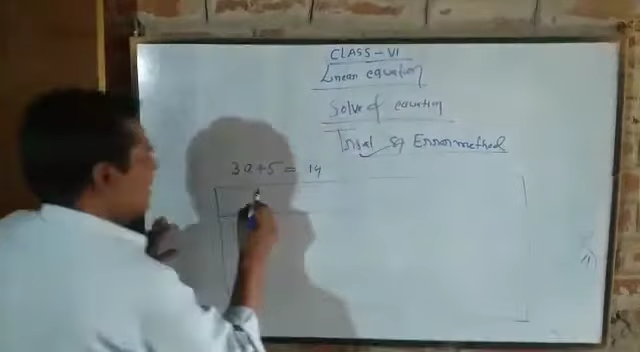 CLASS - VI
Linear equation
Solve of equation
Trial & Error method
3a+5 = 14